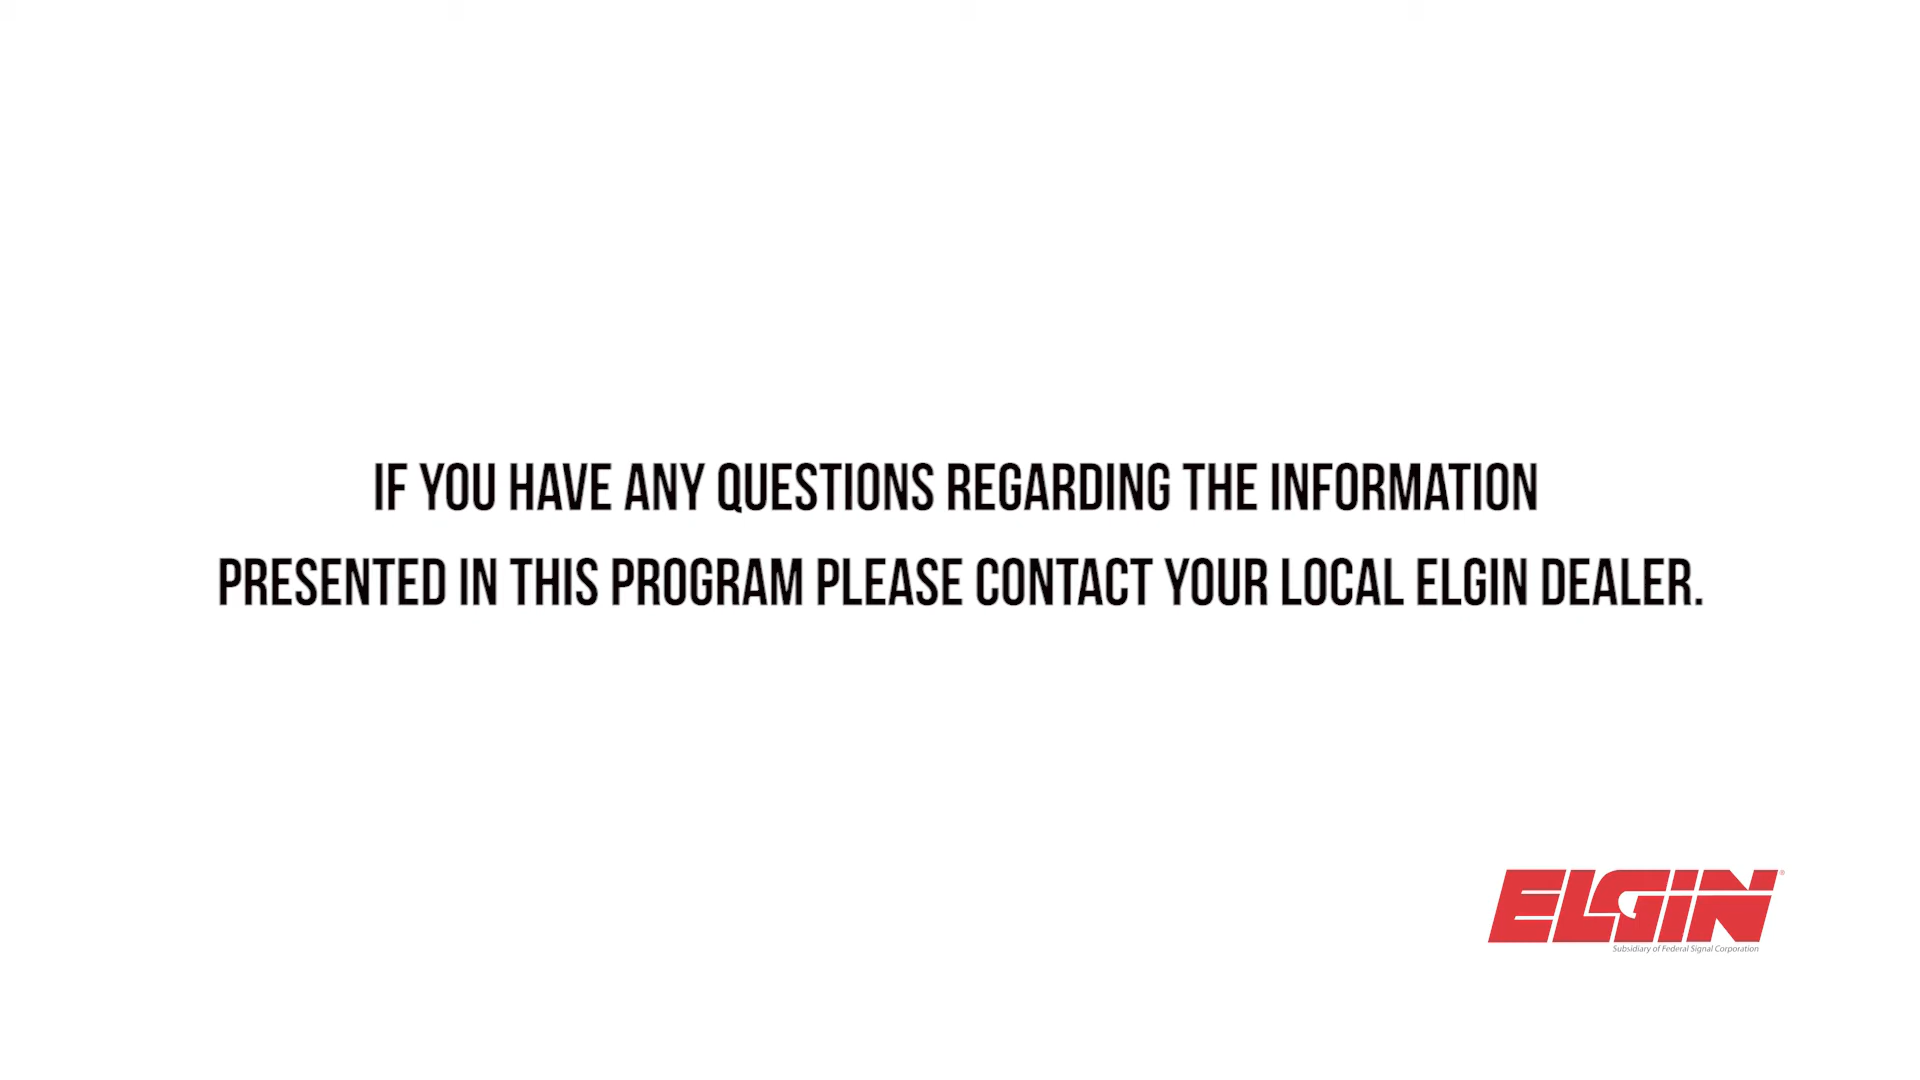 IF YOU HAVE ANY QUESTIONS REGARDING THE INFORMATION
PRESENTED IN THIS PROGRAM PLEASE CONTACT YOUR LOCAL ELGIN DEALER.
ELGIN®
Subsidiary of Federal Signal Corporation